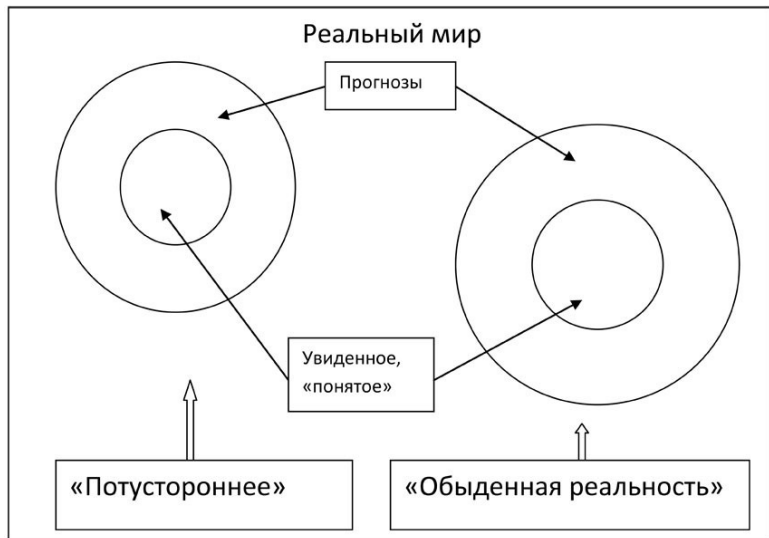 Реальный мир
Прогнозы
Увиденное,
«понятое»
«Потустороннее»
«Обыденная реальность»